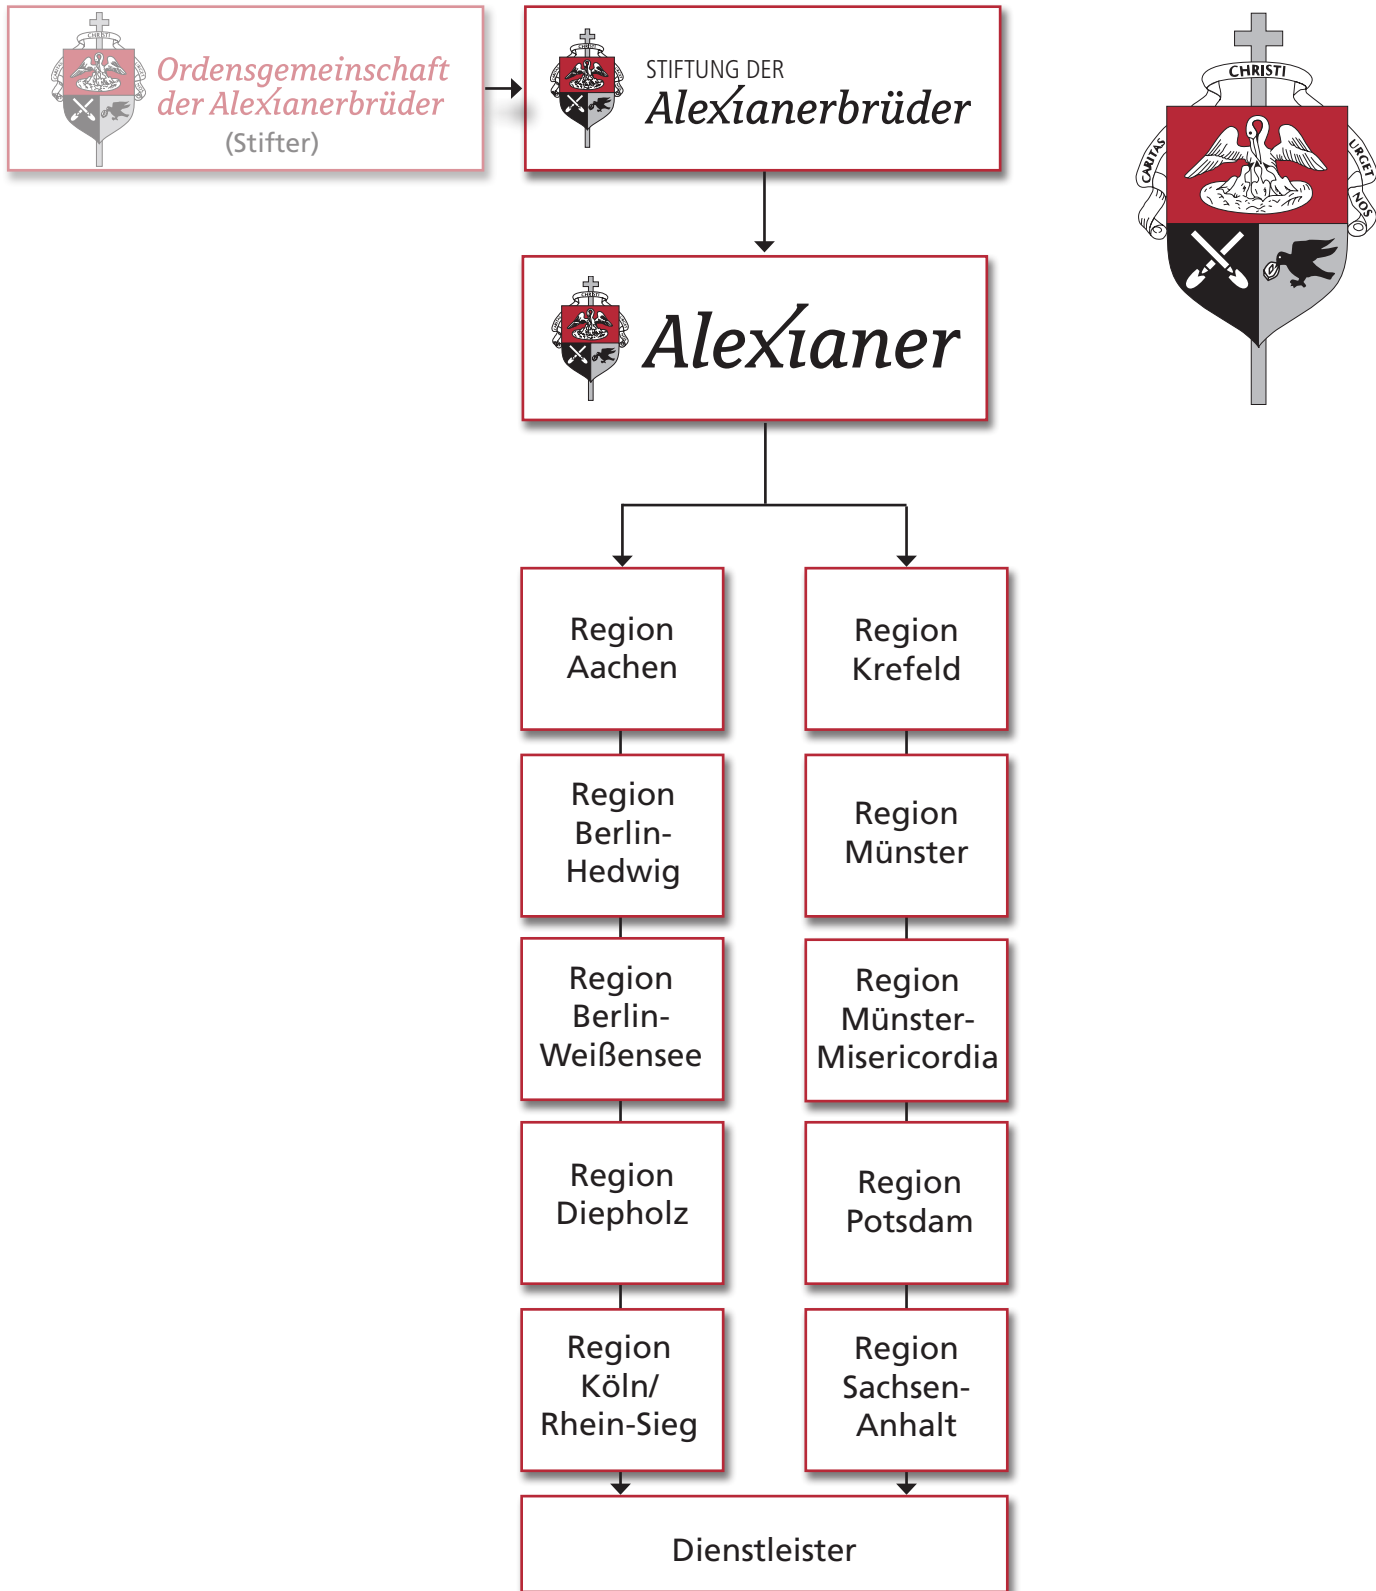 Ordensgemeinschaft
der Alexianerbrüder
(Stifter)
STIFTUNG DER
Alexianerbrüder
CHRISTI
CARITAS
URGET
NOS
CHRISTI
Alexianer
Region
Aachen
Region
Berlin-
Hedwig
Region
Berlin-
Weißensee
Region
Diepholz
Region
Köln/
Rhein-Sieg
Region
Krefeld
Region
Münster
Region
Münster-
Misericordia
Region
Potsdam
Region
Sachsen-
Anhalt
Dienstleister